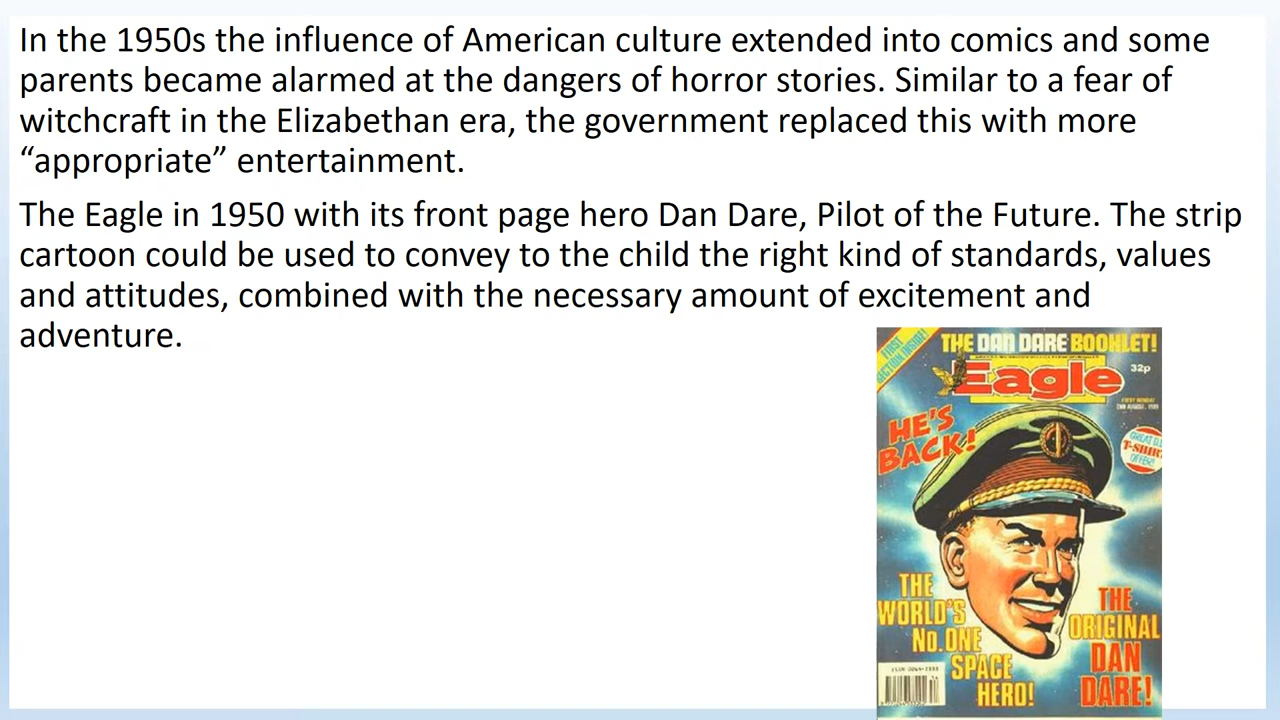 In the 1950s the influence of American culture extended into comics and some
parents became alarmed at the dangers of horror stories. Similar to a fear of
witchcraft in the Elizabethan era, the government replaced this with more
“appropriate” entertainment.
The Eagle in 1950 with its front page hero Dan Dare, Pilot of the Future. The strip
cartoon could be used to convey to the child the right kind of standards, values
and attitudes, combined with the necessary amount of excitement and
adventure.
THE DAN DARE BOOKLET!
Eagle
32p
HE'S
BACK!
GREAT
T-SHIRT
OFFER!
THE
WORLD'S
No. ONE
SPACE
HERO!
THE
ORIGINAL
DAN
DARE!